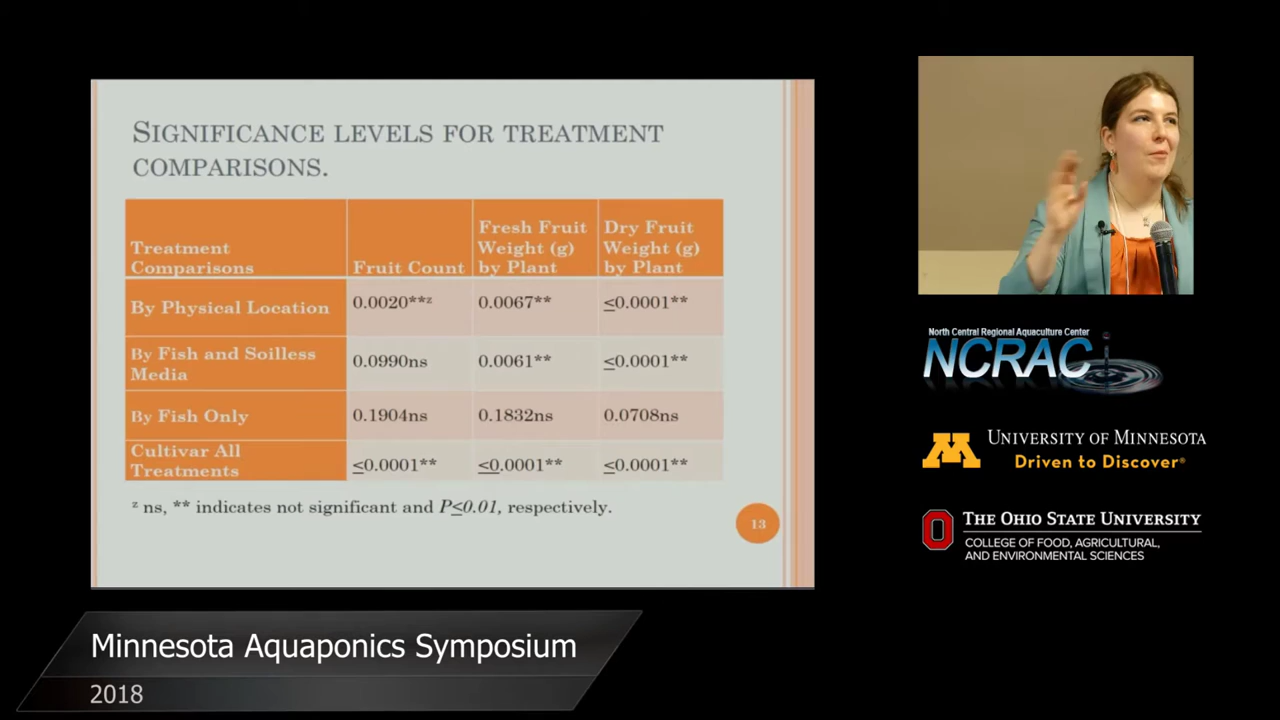 SIGNIFICANCE LEVELS FOR TREATMENT
COMPARISONS.
Treatment
Comparisons
Fruit Count
Fresh Fruit
Weight (g)
by Plant
Dry Fruit
Weight (g)
by Plant
By Physical Location
0.0020**z
0.0067**
≤0.0001**
By Fish and Soilless
Media
0.0990ns
0.0061**
≤0.0001**
By Fish Only
0.1904ns
0.1832ns
0.0708ns
Cultivar All
Treatments
≤0.0001**
≤0.0001**
≤0.0001**
z ns, ** indicates not significant and P≤0.01, respectively.
13
North Central Regional Aquaculture Center
NCRAC
M
UNIVERSITY OF MINNESOTA
Driven to Discover®
O
THE OHIO STATE UNIVERSITY
COLLEGE OF FOOD, AGRICULTURAL,
AND ENVIRONMENTAL SCIENCES
Minnesota Aquaponics Symposium
2018